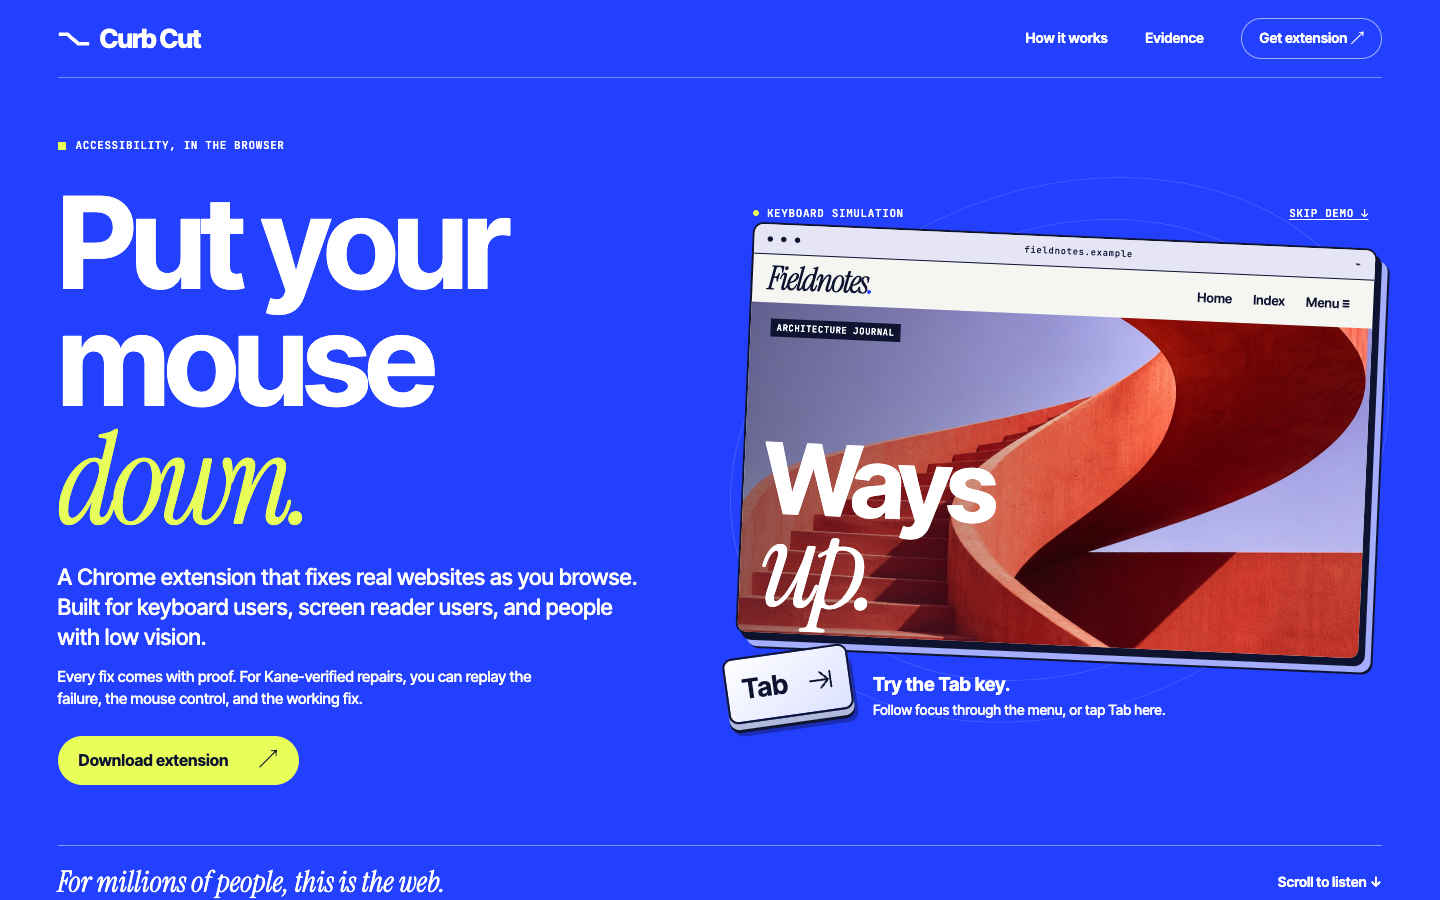 Curb Cut
How it works
Evidence
Get extension ↗
ACCESSIBILITY, IN THE BROWSER
Put your
mouse
down.
A Chrome extension that fixes real websites as you browse.
Built for keyboard users, screen reader users, and people
with low vision.
Every fix comes with proof. For Kane-verified repairs, you can replay the
failure, the mouse control, and the working fix.
Download extension ↗
KEYBOARD SIMULATION
SKIP DEMO ↓
fieldnotes.example
Fieldnotes.
Home
Index
Menu ≡
ARCHITECTURE JOURNAL
Ways
up.
Tab →|
Try the Tab key.
Follow focus through the menu, or tap Tab here.
For millions of people, this is the web.
Scroll to listen ↓